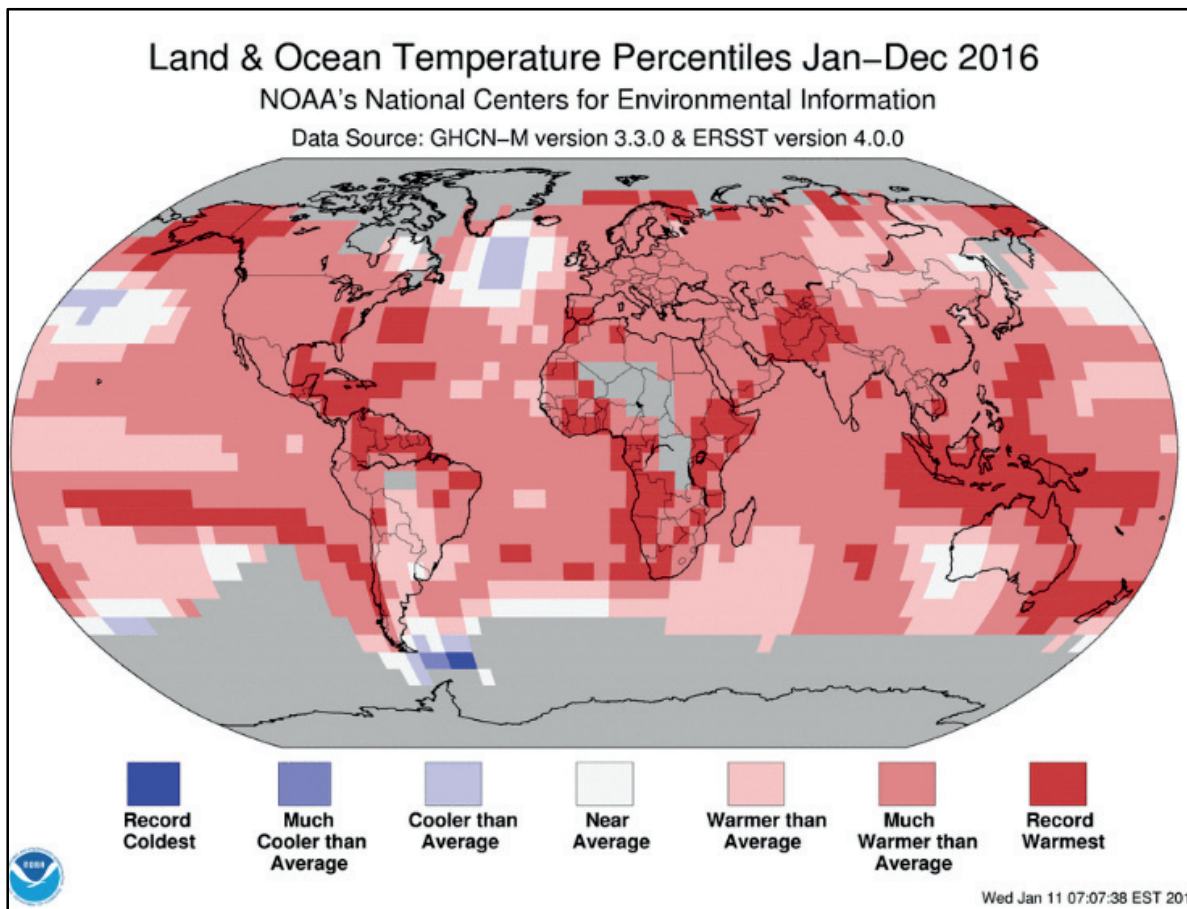 Land & Ocean Temperature Percentiles Jan–Dec 2016
NOAA's National Centers for Environmental Information
Data Source: GHCN–M version 3.3.0 & ERSST version 4.0.0
Record
Coldest
Much
Cooler than
Average
Cooler than
Average
Near
Average
Warmer than
Average
Much
Warmer than
Average
Record
Warmest
NOAA
Wed Jan 11 07:07:38 EST 201